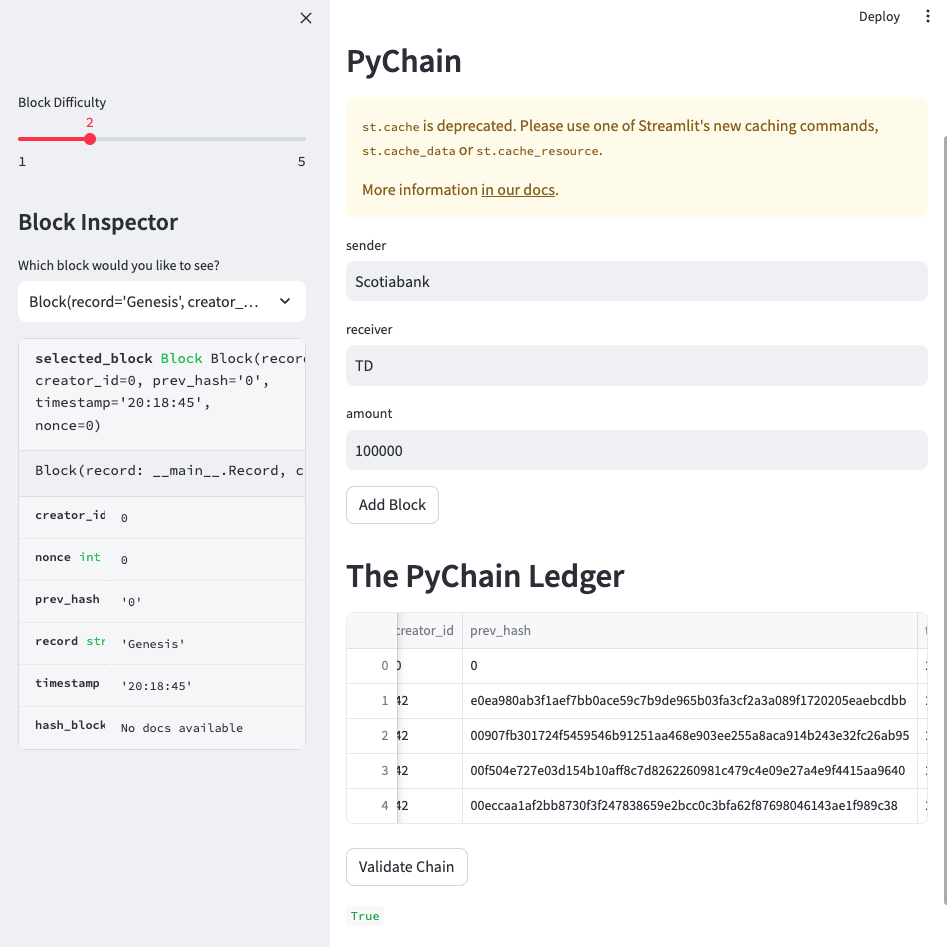 Block Difficulty
2
1 5
Block Inspector
Which block would you like to see?
Block(record='Genesis', creator_...
selected_block Block Block(recor
creator_id=0, prev_hash='0',
timestamp='20:18:45',
nonce=0)
Block(record: __main__.Record, c
creator_id 0
nonce int 0
prev_hash '0'
record str 'Genesis'
timestamp '20:18:45'
hash_block No docs available
Deploy
PyChain
st.cache is deprecated. Please use one of Streamlit's new caching commands,
st.cache_data or st.cache_resource.
More information in our docs.
sender
Scotiabank
receiver
TD
amount
100000
Add Block
The PyChain Ledger
creator_id prev_hash t
0 0 0
1 42 e0ea980ab3f1aef7bb0ace59c7b9de965b03fa3cf2a3a089f1720205eaebcdbb
2 42 00907fb301724f5459546b91251aa468e903ee255a8aca914b243e32fc26ab95
3 42 00f504e727e03d154b10aff8c7d8262260981c479c4e09e27a4e9f4415aa9640
4 42 00eccaa1af2bb8730f3f247838659e2bcc0c3bfa62f87698046143ae1f989c38
Validate Chain
True